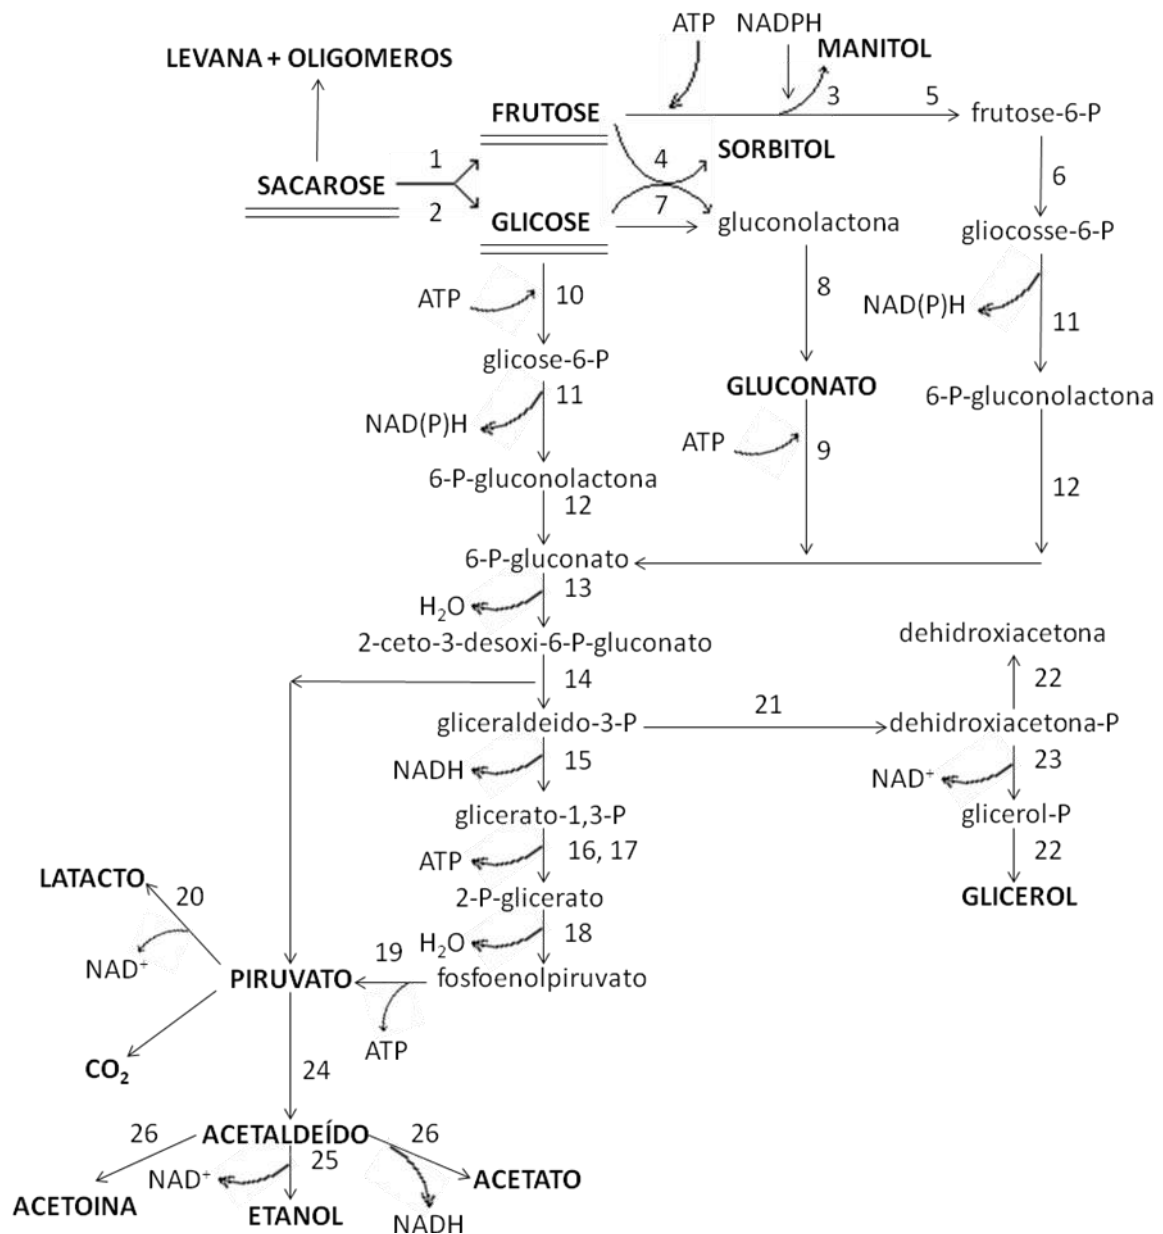 ATP NADPH
LEVANA + OLIGOMEROS
MANITOL
3 5
FRUTOSE
frutose-6-P
1 4 SORBITOL
SACAROSE
6
2 7
GLICOSE
gluconolactona
gliocosse-6-P
ATP 10
8
NAD(P)H
11
glicose-6-P
GLUCONATO
6-P-gluconolactona
11
NAD(P)H
ATP 9
6-P-gluconolactona
12
12
6-P-gluconato
13
H₂O
dehidroxiacetona
2-ceto-3-desoxi-6-P-gluconato
14
22
21
gliceraldeido-3-P
dehidroxiacetona-P
NADH 15
NAD⁺ 23
glicerato-1,3-P
glicerol-P
ATP 16, 17
22
LATACTO 20
2-P-glicerato
GLICEROL
H₂O 18
19
NAD⁺
PIRUVATO
fosfoenolpiruvato
ATP
CO₂
24
26 ACETALDEÍDO 26
NAD⁺ 25
ACETATO
ACETOINA
ETANOL
NADH